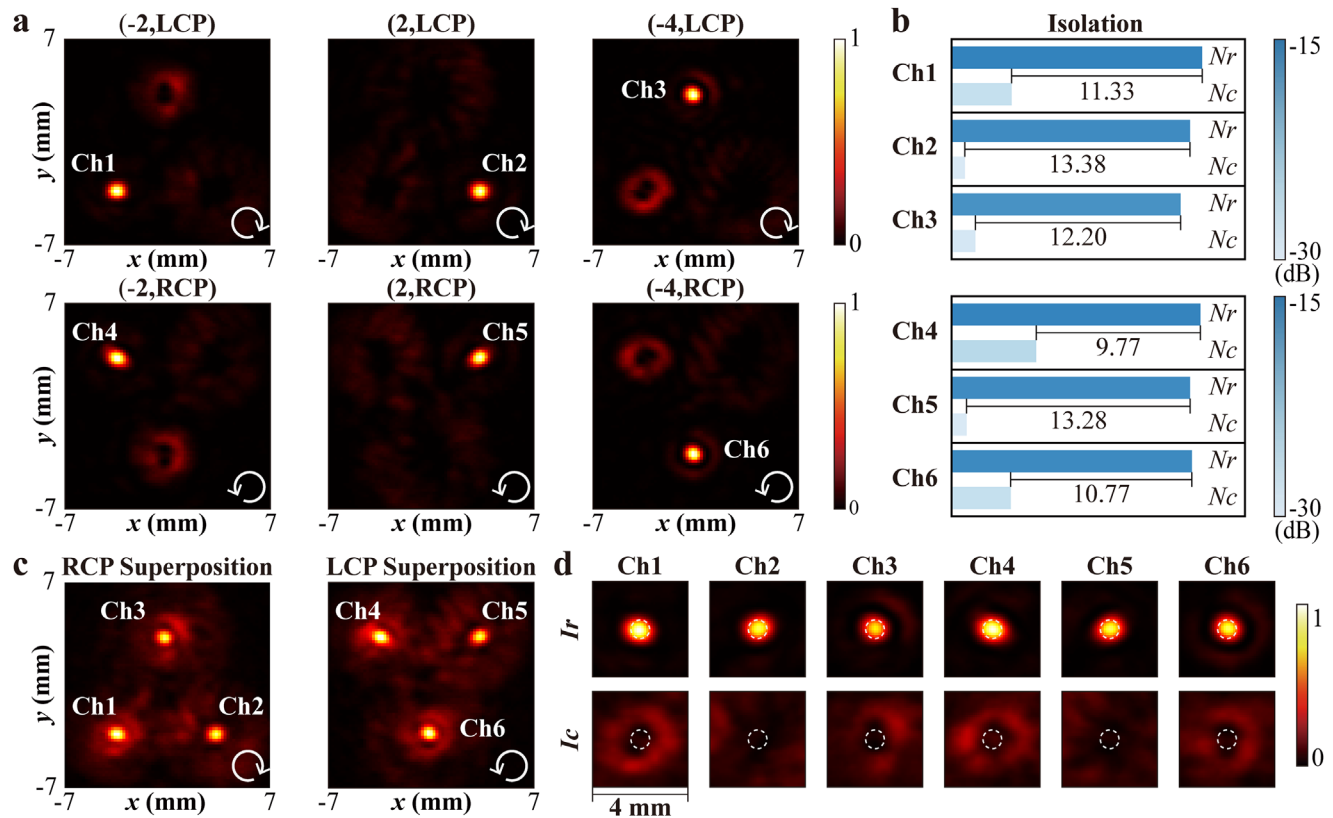 a
(-2,LCP)
(2,LCP)
(-4,LCP)
7
y (mm)
-7
-7
x (mm)
7
-7
x (mm)
7
-7
x (mm)
7
Ch1
Ch2
Ch3
1
0
(-2,RCP)
(2,RCP)
(-4,RCP)
7
y (mm)
-7
-7
x (mm)
7
-7
x (mm)
7
-7
x (mm)
7
Ch4
Ch5
Ch6
1
0
b
Isolation
Ch1
Nr
11.33
Nc
Ch2
Nr
13.38
Nc
Ch3
Nr
12.20
Nc
-15
-30
(dB)
Ch4
Nr
9.77
Nc
Ch5
Nr
13.28
Nc
Ch6
Nr
10.77
Nc
-15
-30
(dB)
c
RCP Superposition
LCP Superposition
7
y (mm)
-7
-7
x (mm)
7
-7
x (mm)
7
Ch3
Ch1
Ch2
Ch4
Ch5
Ch6
d
Ch1
Ch2
Ch3
Ch4
Ch5
Ch6
Ir
Ic
4 mm
1
0